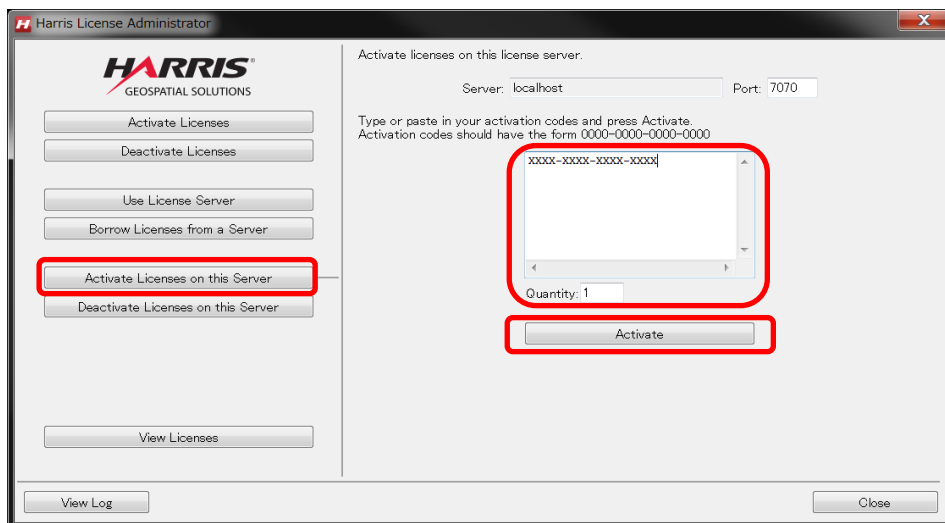 Harris License Administrator
HARRIS
GEOSPATIAL SOLUTIONS
Activate Licenses
Deactivate Licenses
Use License Server
Borrow Licenses from a Server
Activate Licenses on this Server
Deactivate Licenses on this Server
View Licenses
Activate licenses on this license server.
Server: localhost Port: 7070
Type or paste in your activation codes and press Activate.
Activation codes should have the form 0000-0000-0000-0000
XXXX-XXXX-XXXX-XXXX
Quantity: 1
Activate
View Log
Close